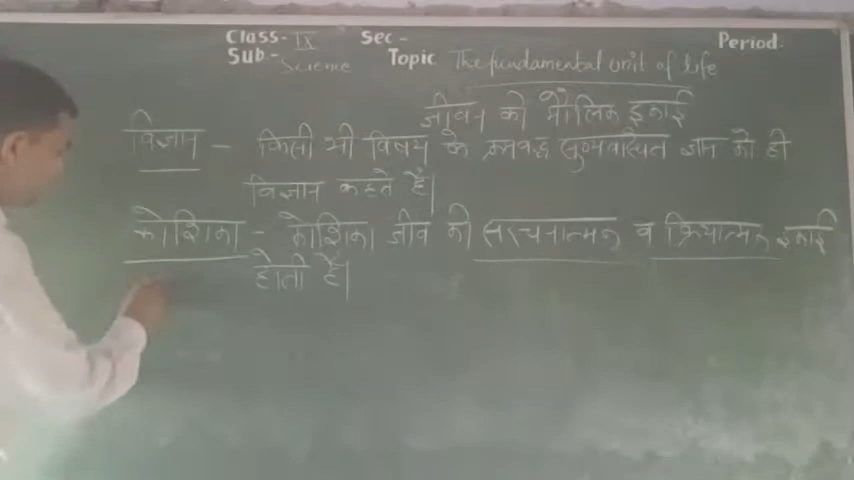 Class- IX Sec- Period-
Sub- Science Topic The fundamental unit of life
जीवन की मौलिक इकाई
विज्ञान - किसी भी विषय के क्रमबद्ध सुव्यवस्थित ज्ञान को ही
विज्ञान कहते हैं।
कोशिका - कोशिका जीव की संरचनात्मक व क्रियात्मक इकाई
होती हैं।